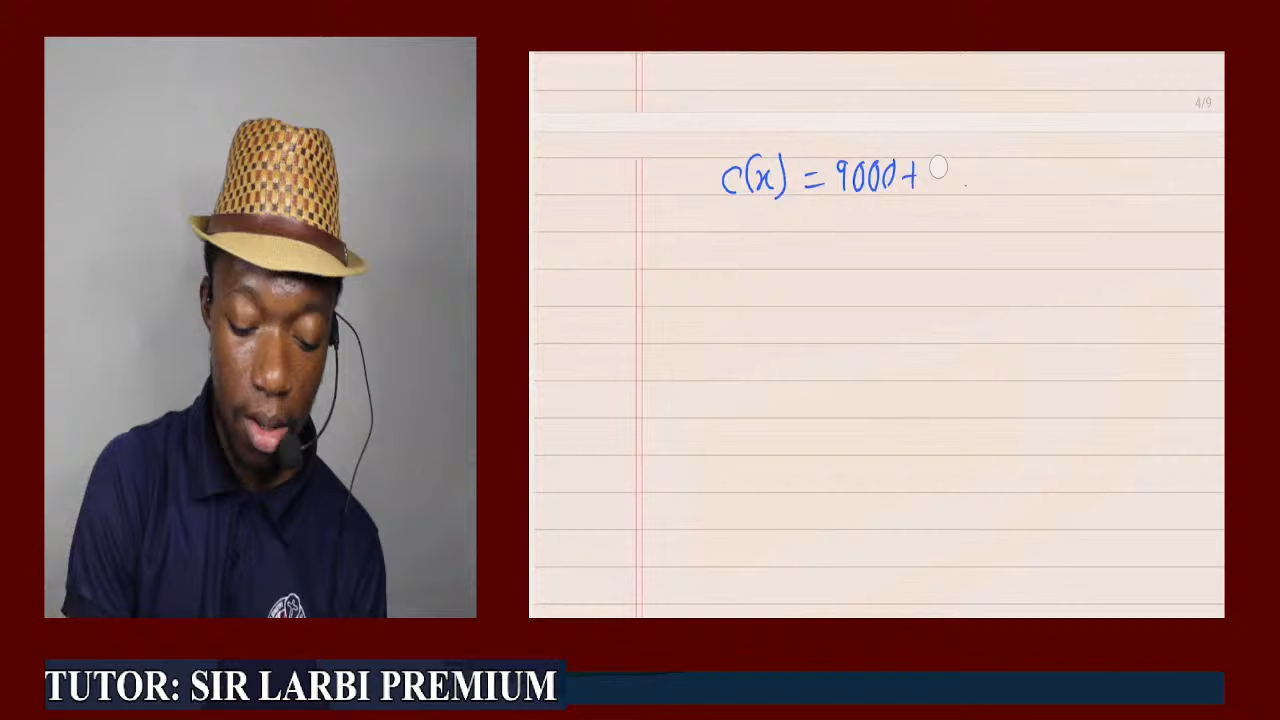 4/9
c(x) = 9000+
TUTOR: SIR LARBI PREMIUM